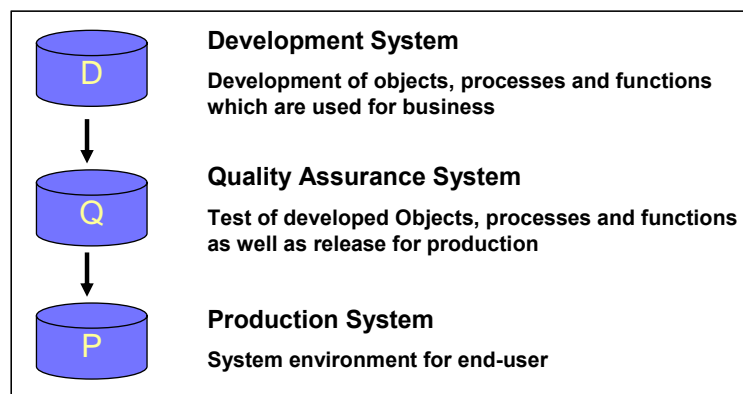 D
Development System
Development of objects, processes and functions
which are used for business
Q
Quality Assurance System
Test of developed Objects, processes and functions
as well as release for production
P
Production System
System environment for end-user